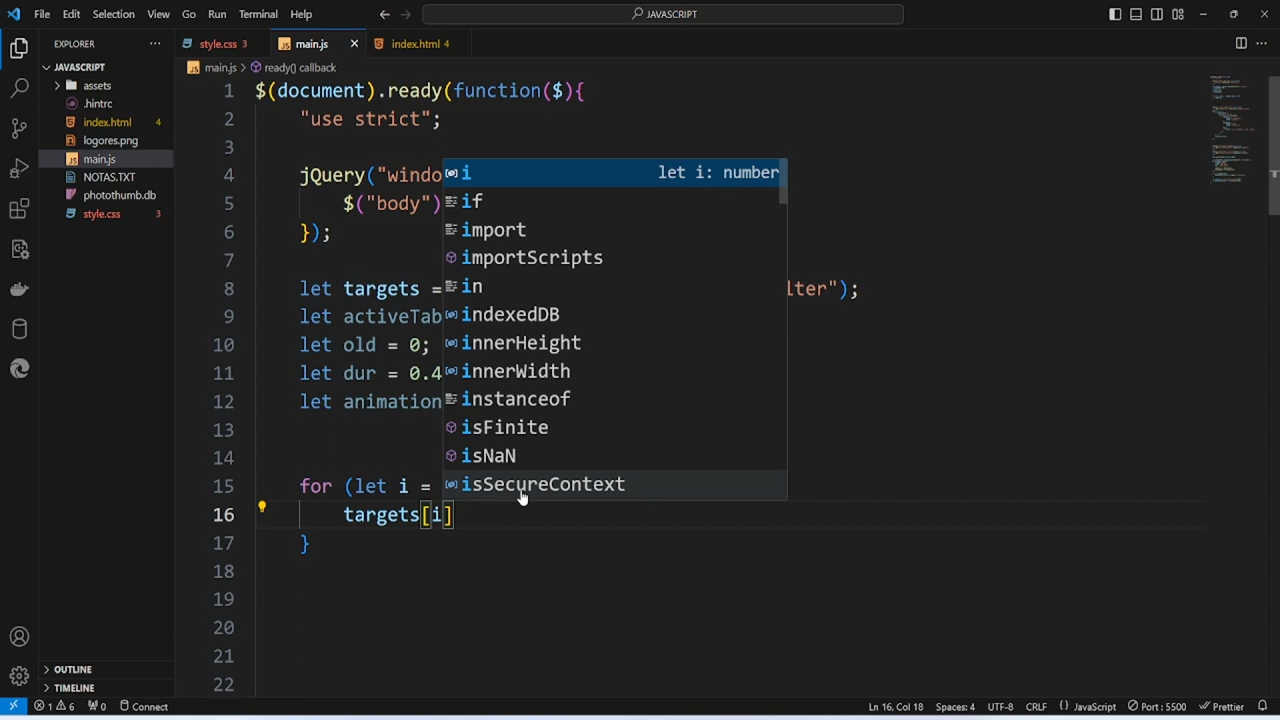 File Edit Selection View Go Run Terminal Help
JAVASCRIPT
EXPLORER
style.css 3
main.js
index.html 4
JAVASCRIPT
main.js > ready() callback
assets
.hintrc
index.html 4
logores.png
main.js
NOTAS.TXT
photothumb.db
style.css 3
1 $(document).ready(function($){
2 "use strict";
3
4 jQuery("windo
5 $("body")
6 });
7
8 let targets = lter");
9 let activeTab
10 let old = 0;
11 let dur = 0.4
12 let animation
13
14
15 for (let i =
16 targets[i]
17 }
18
19
20
21
22
i let i: number
if
import
importScripts
in
indexedDB
innerHeight
innerWidth
instanceof
isFinite
isNaN
isSecureContext
OUTLINE
TIMELINE
1 6 0 Connect
Ln 16, Col 18 Spaces: 4 UTF-8 CRLF {} JavaScript Port : 5500 Prettier